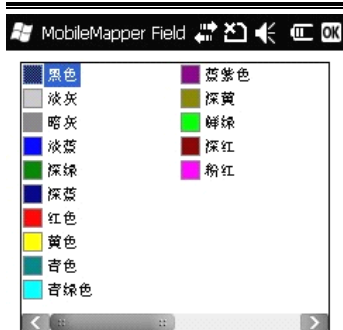 MobileMapper Field OK
黑色
淡灰
暗灰
淡蓝
深绿
深蓝
红色
黄色
青色
青绿色
蓝紫色
深黄
鲜绿
深红
粉红